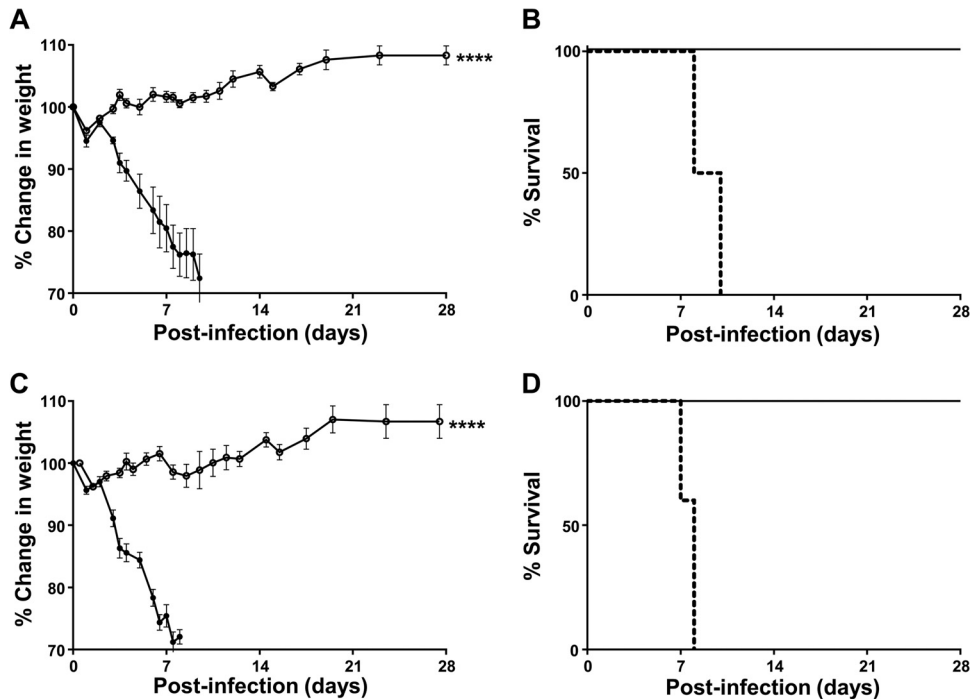 A
% Change in weight
110
100
90
80
70
0 7 14 21 28
****
Post-infection (days)
B
% Survival
100
50
0
0 7 14 21 28
Post-infection (days)
C
% Change in weight
110
100
90
80
70
0 7 14 21 28
****
Post-infection (days)
D
% Survival
100
50
0
0 7 14 21 28
Post-infection (days)